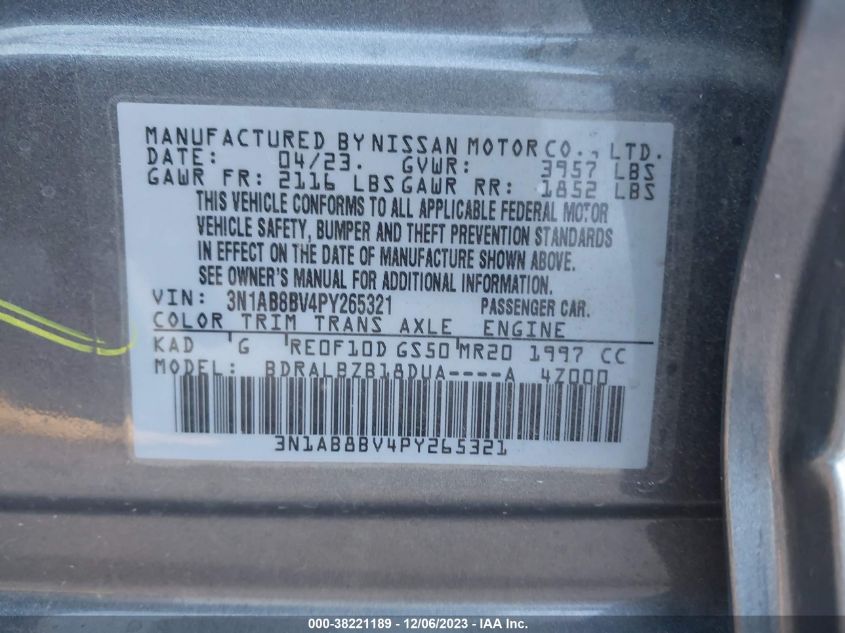 MANUFACTURED BY NISSAN MOTOR CO., LTD.
DATE: 04/23. GVWR: 3957 LBS
GAWR FR: 2116 LBS GAWR RR: 1852 LBS
THIS VEHICLE CONFORMS TO ALL APPLICABLE FEDERAL MOTOR
VEHICLE SAFETY, BUMPER AND THEFT PREVENTION STANDARDS
IN EFFECT ON THE DATE OF MANUFACTURE SHOWN ABOVE.
SEE OWNER'S MANUAL FOR ADDITIONAL INFORMATION.
VIN: 3N1AB8BV4PY265321 PASSENGER CAR.
COLOR TRIM TRANS AXLE ENGINE
KAD G RE0F10D GS50 MR20 1997 CC
MODEL: BDRALBZB18DUA----A 4Z000
3N1AB8BV4PY265321
000-38221189 - 12/06/2023 - IAA Inc.